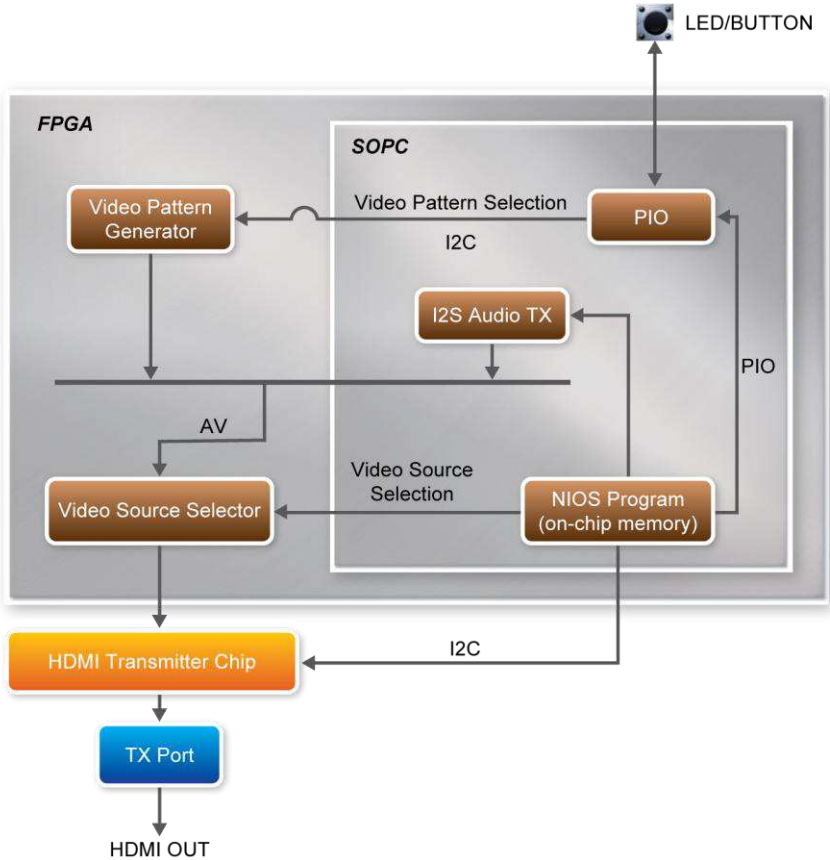 LED/BUTTON
FPGA
SOPC
Video Pattern
Generator
Video Pattern Selection
I2C
PIO
I2S Audio TX
PIO
AV
Video Source
Selection
Video Source Selector
NIOS Program
(on-chip memory)
HDMI Transmitter Chip
I2C
TX Port
HDMI OUT